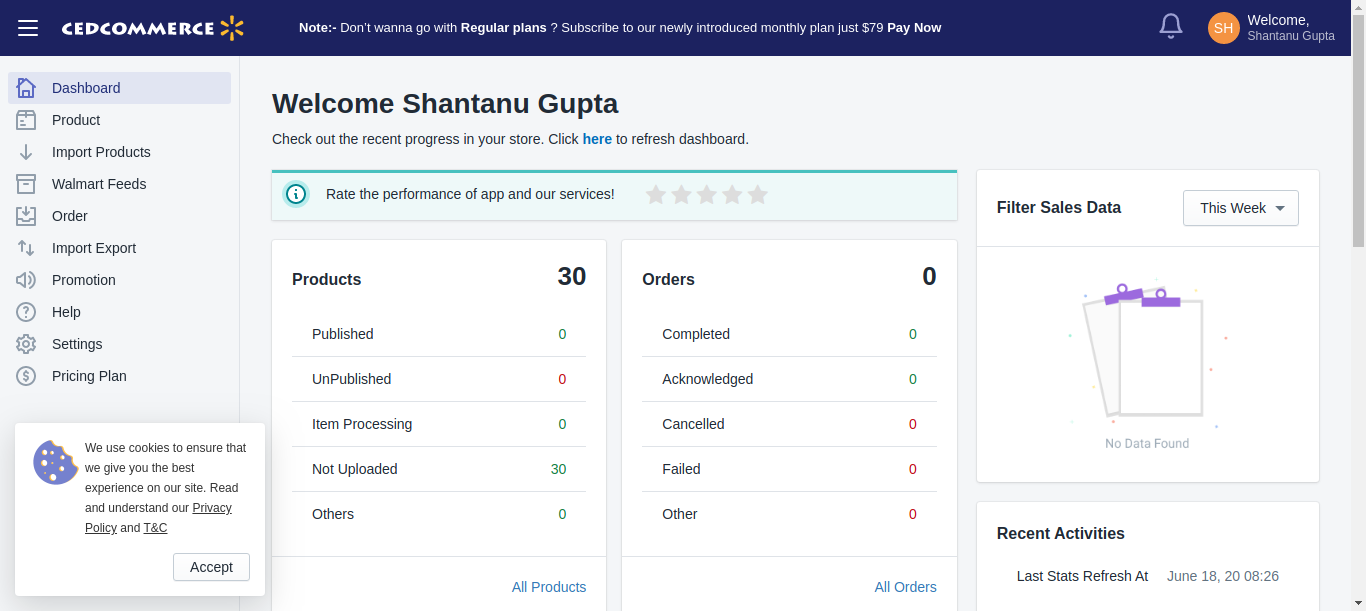 CEDCOMMERCE
Note:- Don't wanna go with Regular plans ? Subscribe to our newly introduced monthly plan just $79 Pay Now
SH
Welcome,
Shantanu Gupta
Dashboard
Product
Import Products
Walmart Feeds
Order
Import Export
Promotion
Help
Settings
Pricing Plan
We use cookies to ensure that
we give you the best
experience on our site. Read
and understand our Privacy
Policy and T&C
Accept
Welcome Shantanu Gupta
Check out the recent progress in your store. Click here to refresh dashboard.
Rate the performance of app and our services!
Products 30
Published 0
UnPublished 0
Item Processing 0
Not Uploaded 30
Others 0
All Products
Orders 0
Completed 0
Acknowledged 0
Cancelled 0
Failed 0
Other 0
All Orders
Filter Sales Data
This Week
No Data Found
Recent Activities
Last Stats Refresh At June 18, 20 08:26